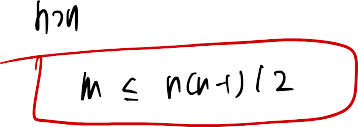 m ≤ n(n-1) / 2